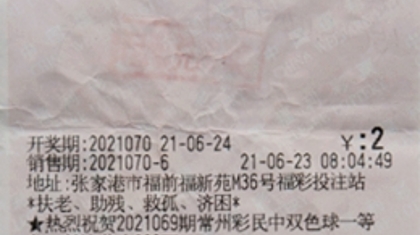 开奖期:2021070 21-06-24 ￥:2
销售期:2021070-6 21-06-23 08:04:49
地址:张家港市福前福新苑M36号福彩投注站
*扶老、助残、救孤、济困*
★热烈祝贺2021069期常州彩民中双色球一等